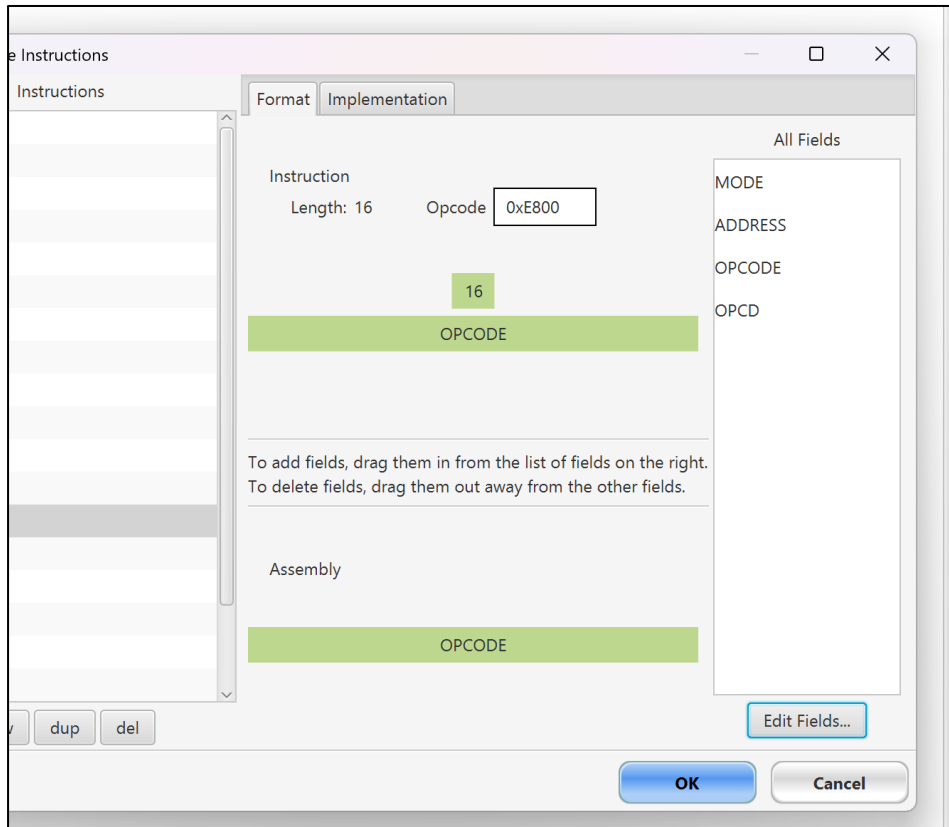 e Instructions
Instructions
Format
Implementation
All Fields
Instruction
Length: 16
Opcode
0xE800
16
OPCODE
MODE
ADDRESS
OPCODE
OPCD
To add fields, drag them in from the list of fields on the right.
To delete fields, drag them out away from the other fields.
Assembly
OPCODE
dup
del
Edit Fields...
OK
Cancel